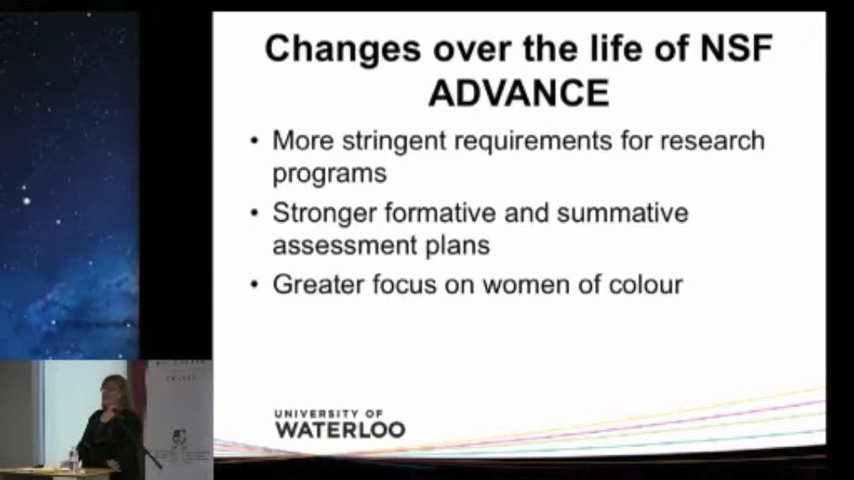 Changes over the life of NSF
ADVANCE
• More stringent requirements for research
programs
• Stronger formative and summative
assessment plans
• Greater focus on women of colour
UNIVERSITY OF
WATERLOO